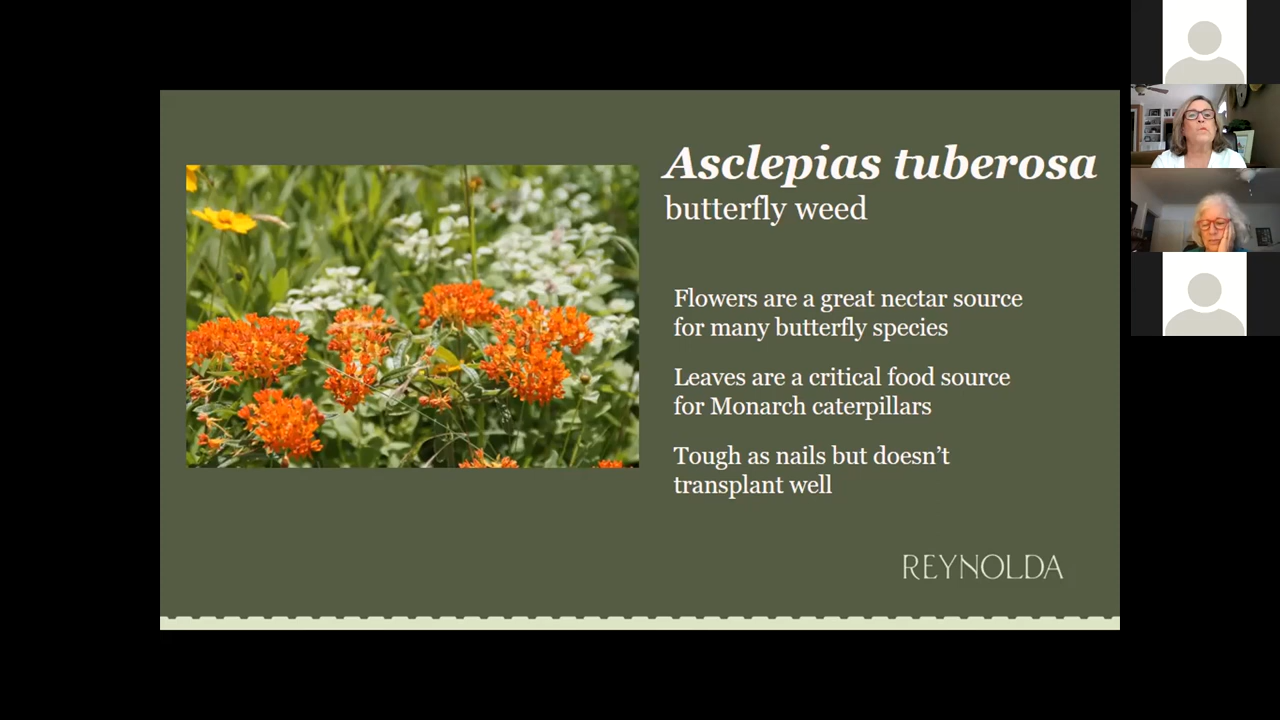 Asclepias tuberosa
butterfly weed
Flowers are a great nectar source
for many butterfly species
Leaves are a critical food source
for Monarch caterpillars
Tough as nails but doesn’t
transplant well
REYNOLDA